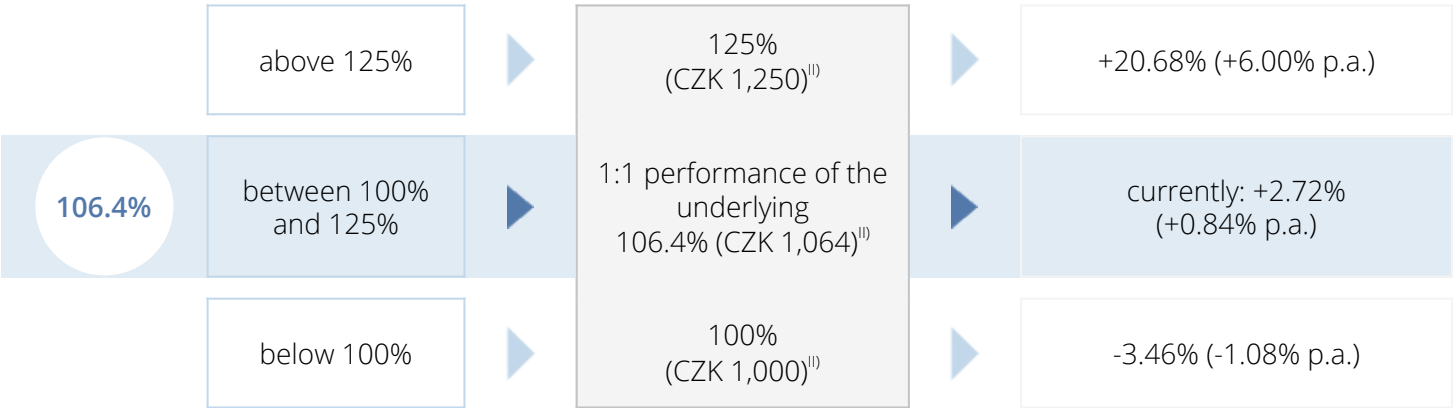 above 125%
125%
(CZK 1,250)II)
+20.68% (+6.00% p.a.)
106.4%
between 100%
and 125%
1:1 performance of the
underlying
106.4% (CZK 1,064)II)
currently: +2.72%
(+0.84% p.a.)
below 100%
100%
(CZK 1,000)II)
-3.46% (-1.08% p.a.)